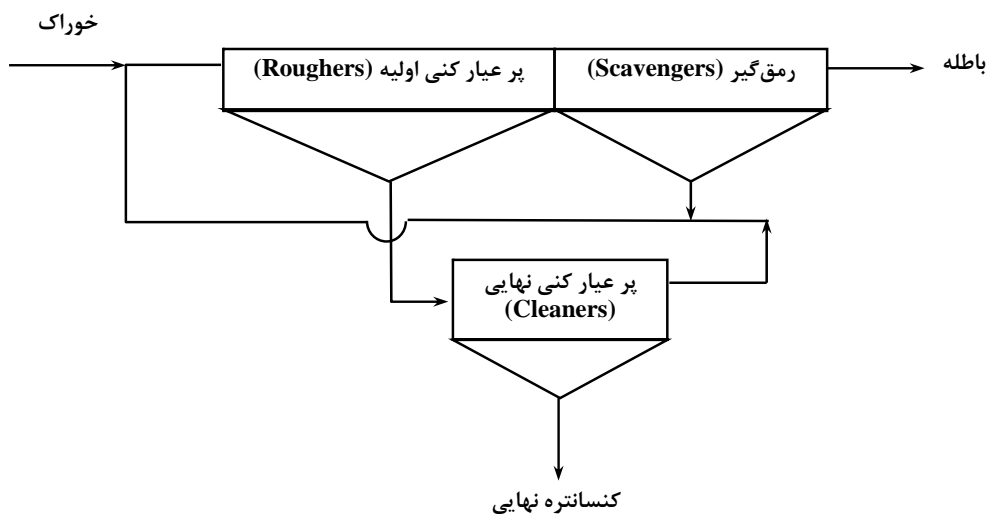 خوراک
پر عیار کنی اولیه (Roughers)
رمق‌گیر (Scavengers)
باطله
پر عیار کنی نهایی
(Cleaners)
کنسانتره نهایی